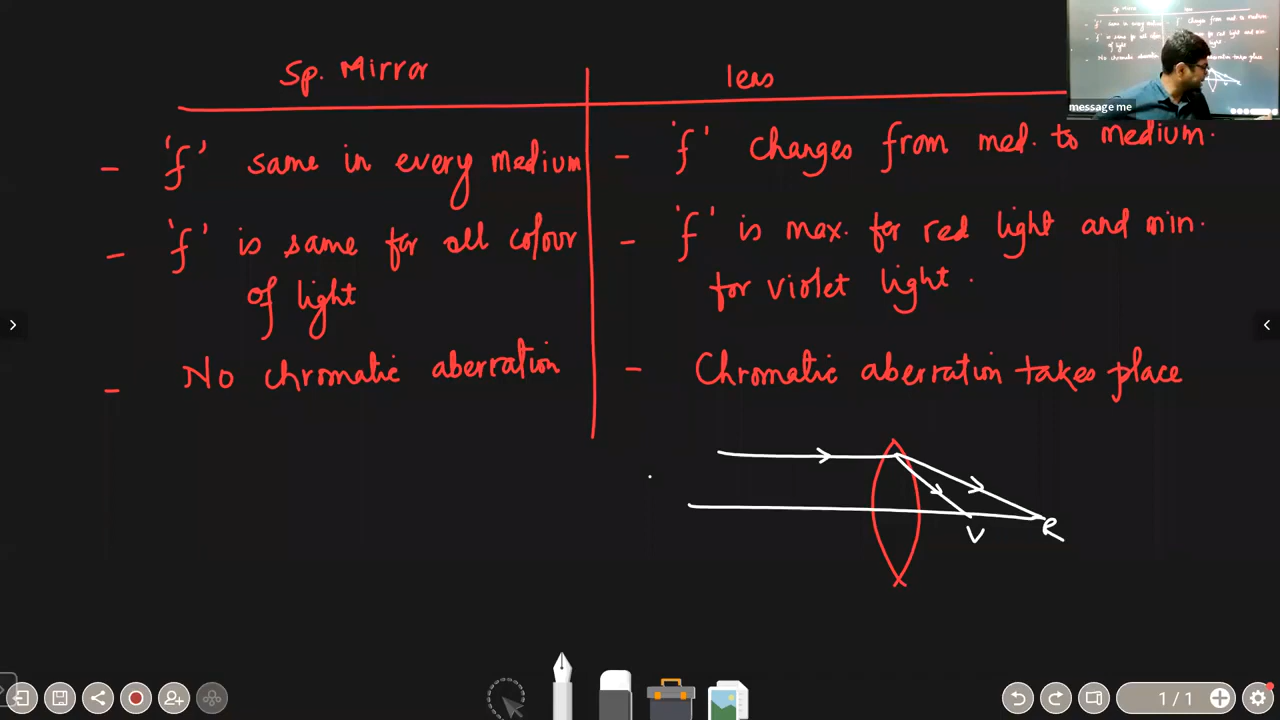 Sp. Mirror
lens
message me
- 'f' same in every medium
- 'f' changes from med. to medium.
- 'f' is same for all colour
of light
- 'f' is max. for red light and min.
for violet light.
- No chromatic aberration
- Chromatic aberration takes place
V
R
1/1